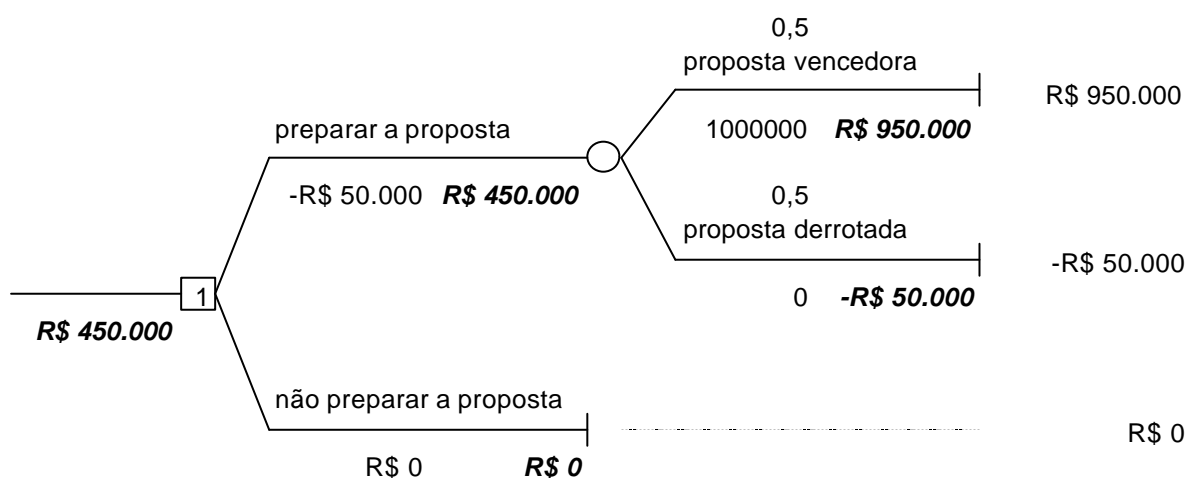 0,5
proposta vencedora
R$ 950.000
preparar a proposta
1000000 R$ 950.000
-R$ 50.000 R$ 450.000
0,5
proposta derrotada
-R$ 50.000
1
0 -R$ 50.000
R$ 450.000
não preparar a proposta
R$ 0
R$ 0 R$ 0